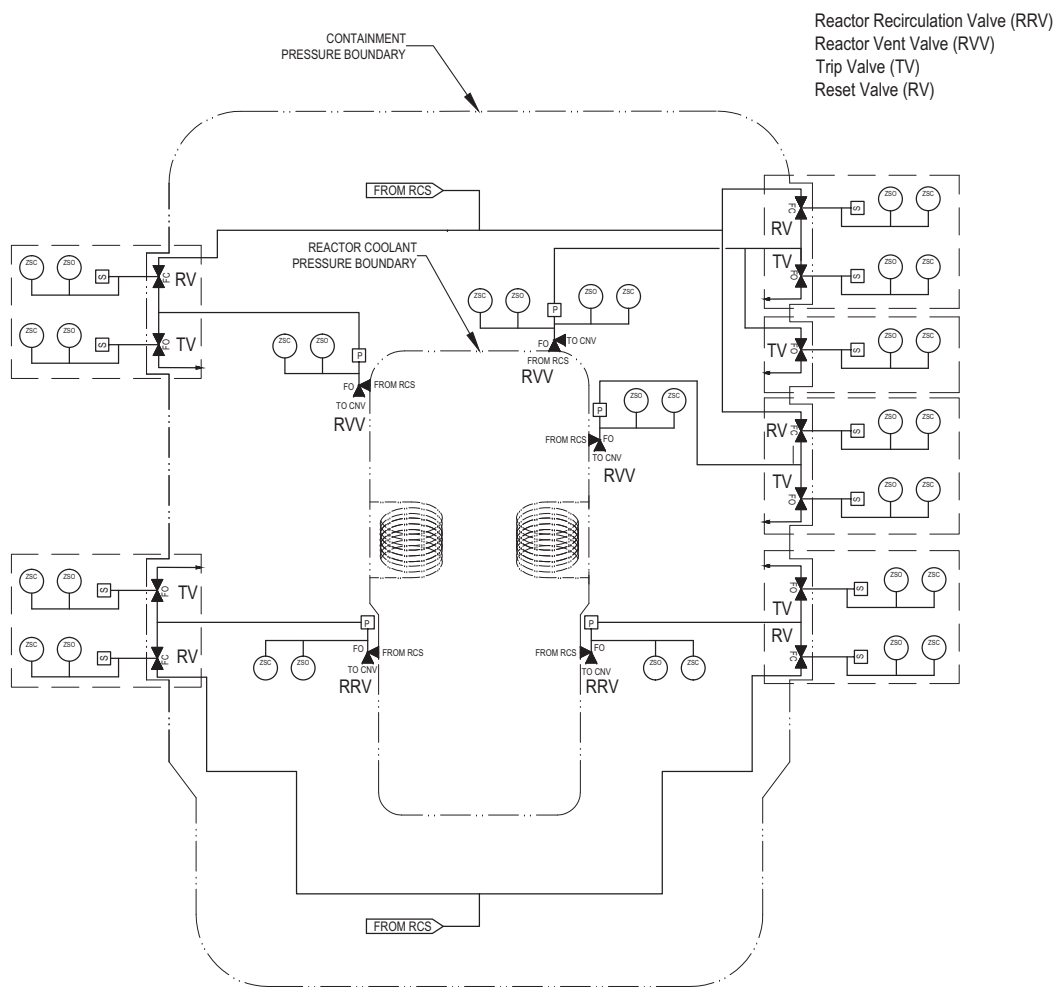 Reactor Recirculation Valve (RRV)
Reactor Vent Valve (RVV)
Trip Valve (TV)
Reset Valve (RV)
CONTAINMENT
PRESSURE BOUNDARY
FROM RCS
REACTOR COOLANT
PRESSURE BOUNDARY
ZSC ZSO S FC RV
ZSC ZSO S FO TV
FC S ZSO ZSC
RV
TV
FO S ZSO ZSC
TV FO S ZSO ZSC
RV FC S ZSO ZSC
TV
FO S ZSO ZSC
ZSC ZSO P ZSO ZSC
FO TO CNV
FROM RCS
RVV
ZSC ZSO P
FO FROM RCS
TO CNV
RVV
P ZSO ZSC
FROM RCS FO
TO CNV
RVV
ZSC ZSO S FO TV
ZSC ZSO S FC RV
P
FO
ZSC ZSO FROM RCS
TO CNV
RRV
P
FO
FROM RCS ZSO ZSC
TO CNV
RRV
FO S ZSO ZSC
TV
RV
FC S ZSO ZSC
FROM RCS